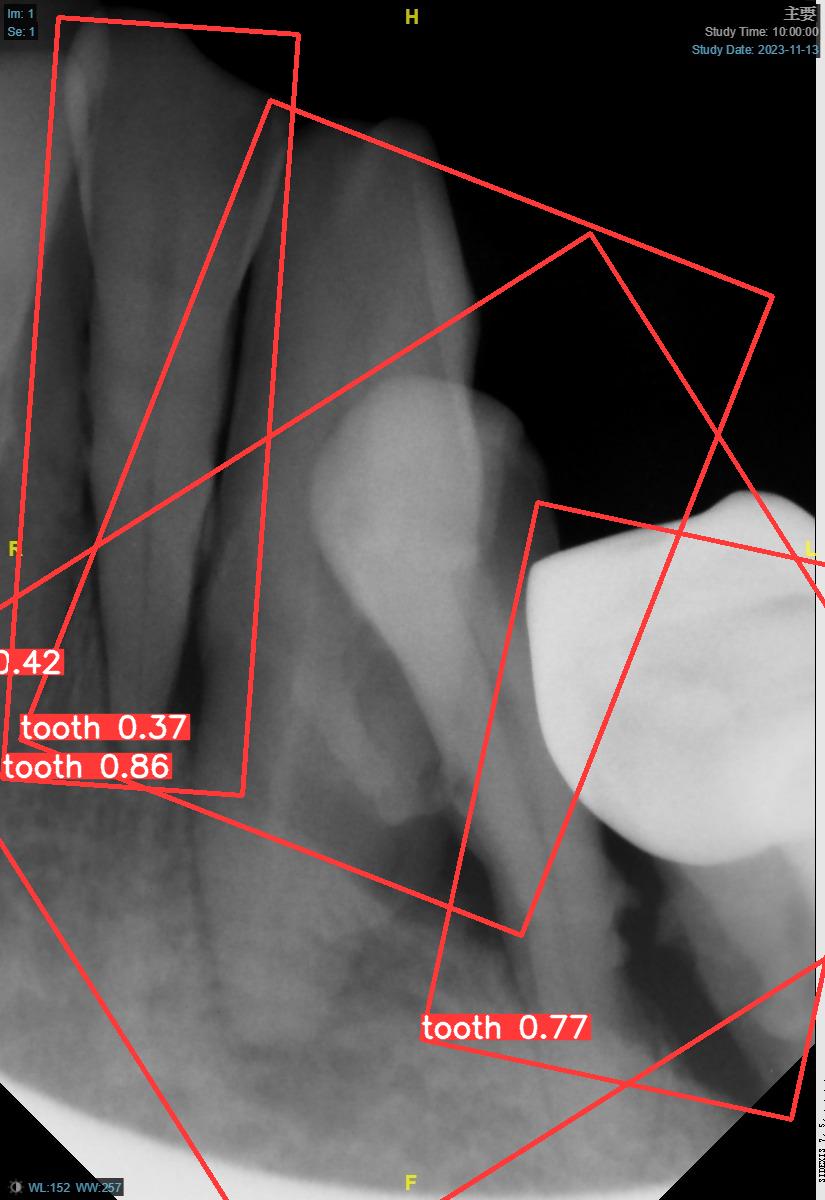 Im: 1
Se: 1
H
主要
Study Time: 10:00:00
Study Date: 2023-11-13
R
L
0.42
tooth 0.37
tooth 0.86
tooth 0.77
F
WL:152 WW:257